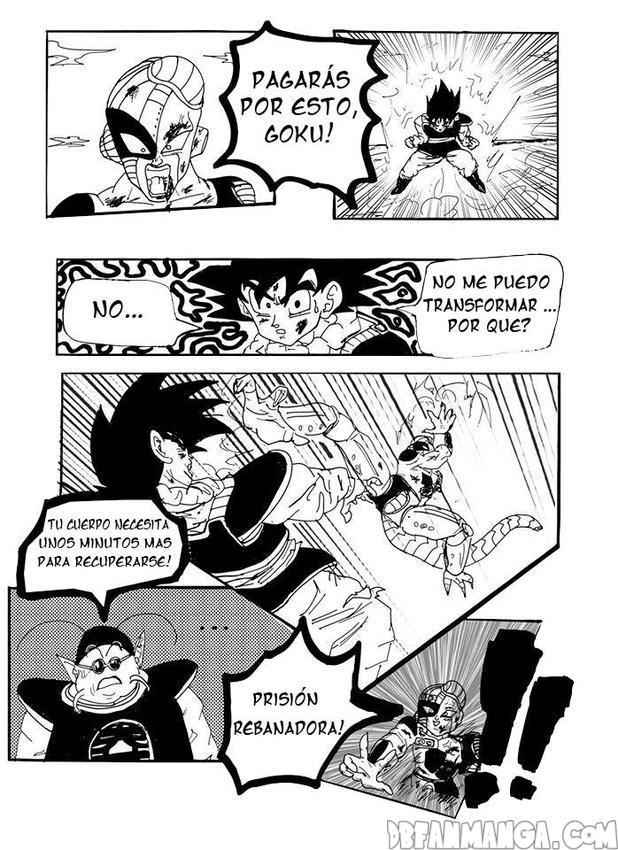 PAGARÁS
POR ESTO,
GOKU!
NO...
NO ME PUEDO
TRANSFORMAR ...
POR QUE?
TU CUERPO NECESITA
UNOS MINUTOS MAS
PARA RECUPERARSE!
...
PRISIÓN
REBANADORA!
!!
DBFANMANGA.COM